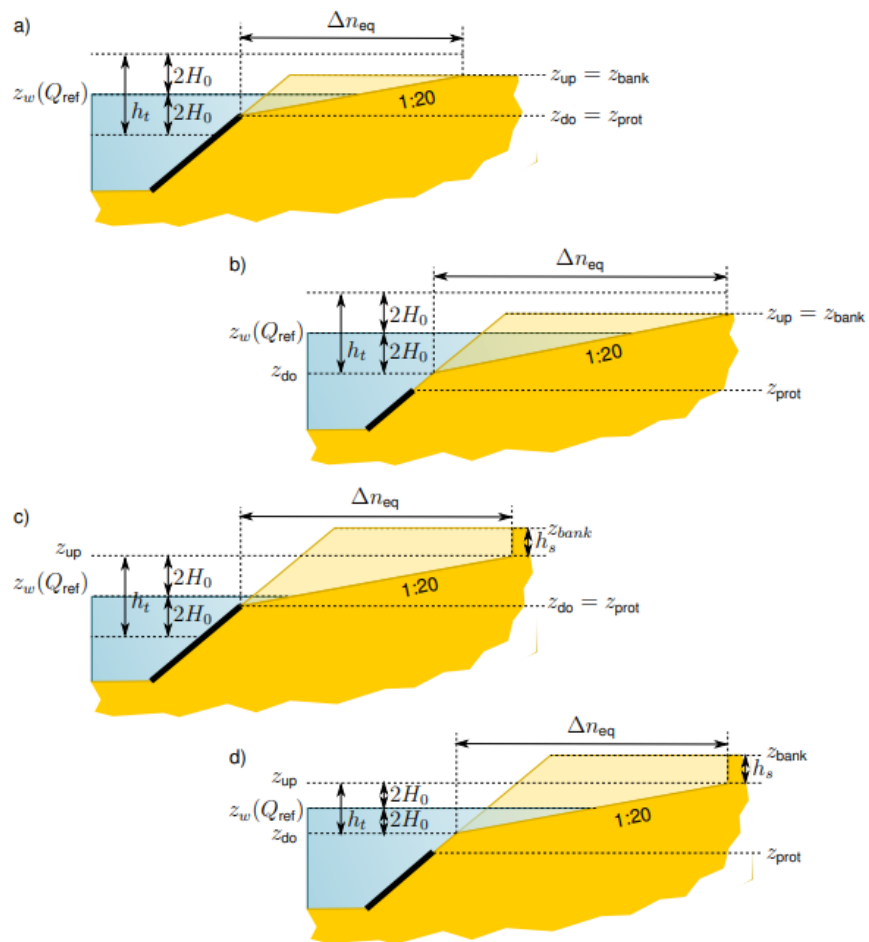 a)
Δn_eq
2H_0
z_up = z_bank
z_w(Q_ref)
h_t
2H_0
1:20
z_do = z_prot
b)
Δn_eq
2H_0
z_up = z_bank
z_w(Q_ref)
h_t
2H_0
z_do
1:20
z_prot
c)
Δn_eq
z_bank
h_s
z_up
2H_0
z_w(Q_ref)
h_t
2H_0
1:20
z_do = z_prot
d)
Δn_eq
z_bank
h_s
z_up
2H_0
z_w(Q_ref)
h_t
2H_0
z_do
1:20
z_prot